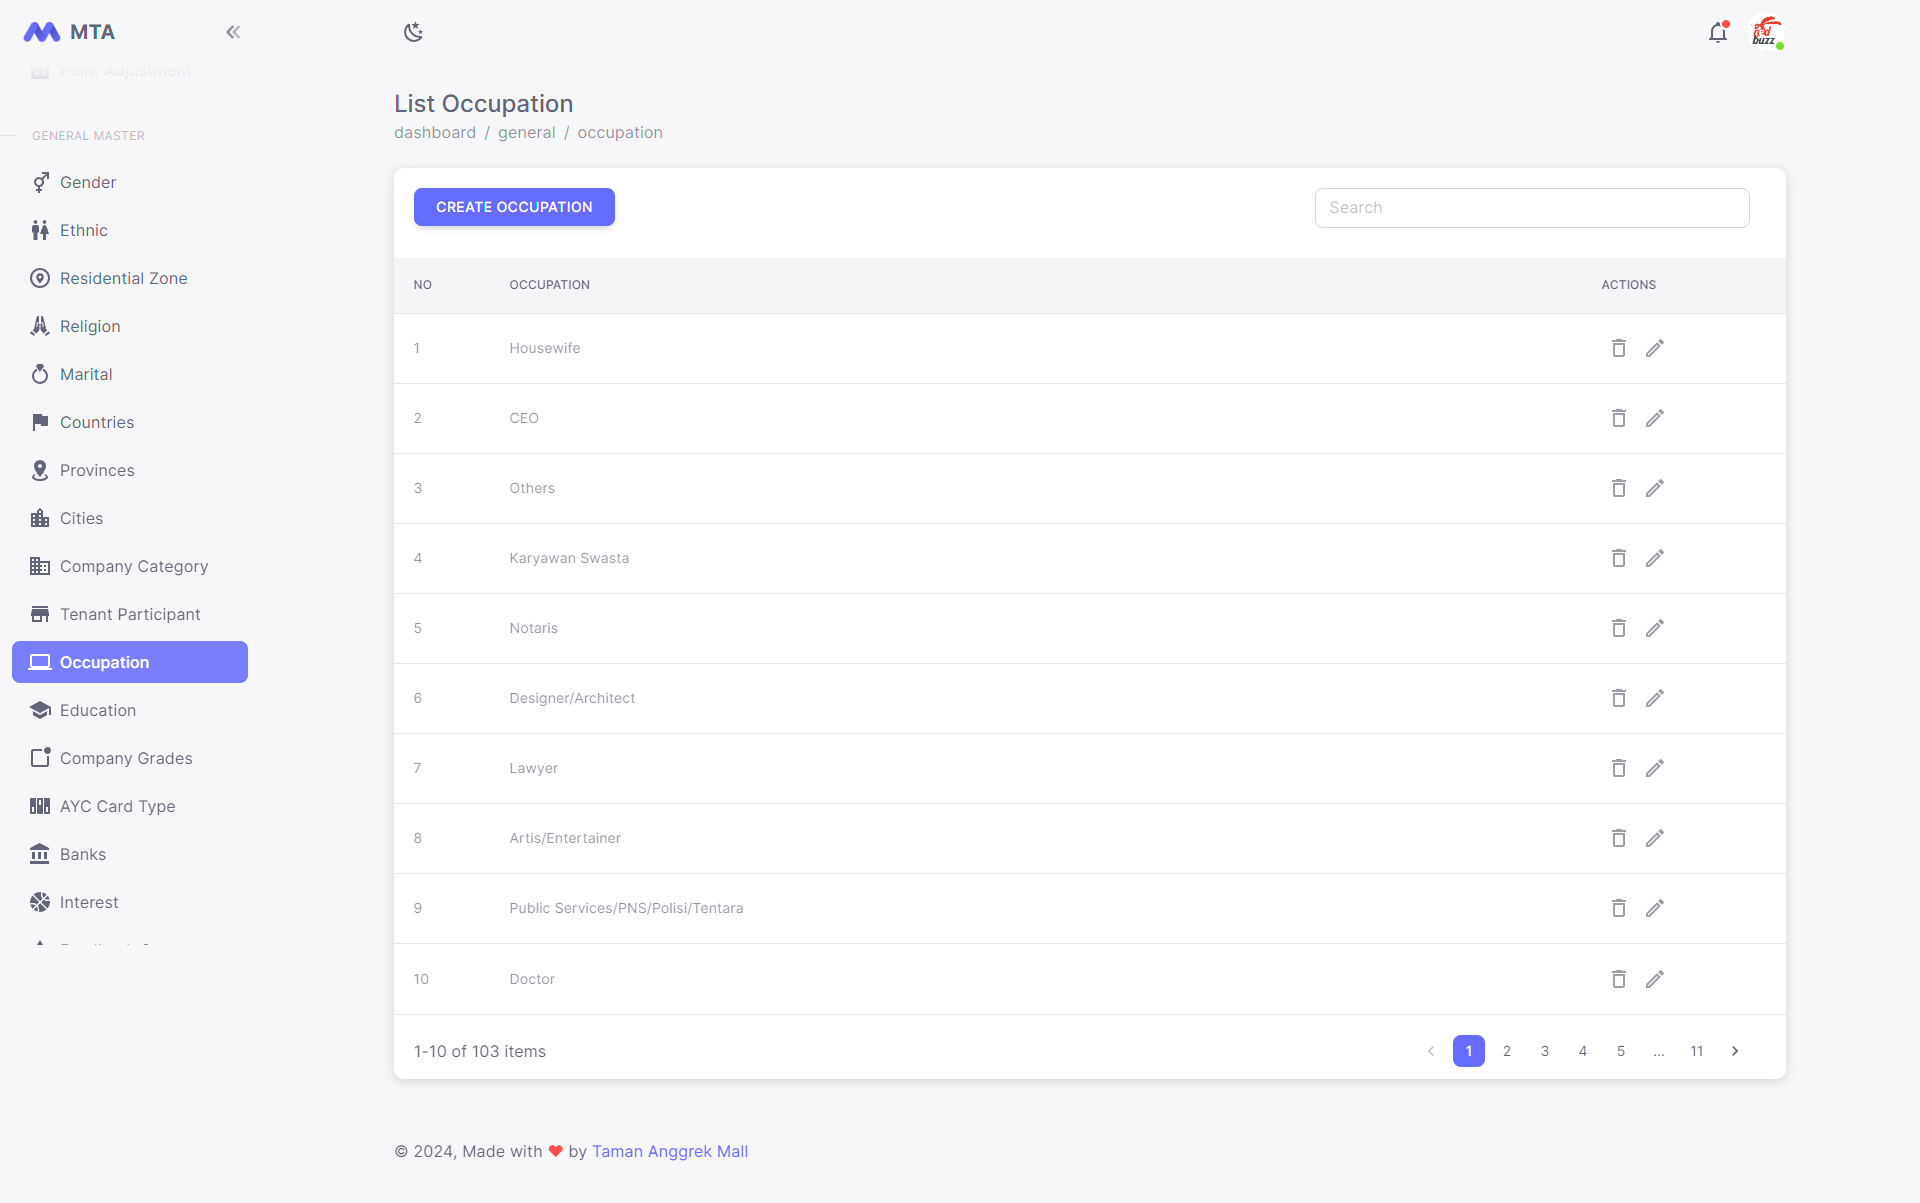 MTA
Point Adjustment
GENERAL MASTER
Gender
Ethnic
Residential Zone
Religion
Marital
Countries
Provinces
Cities
Company Category
Tenant Participant
Occupation
Education
Company Grades
AYC Card Type
Banks
Interest
List Occupation
dashboard / general / occupation
CREATE OCCUPATION
Search
NO OCCUPATION ACTIONS
1 Housewife
2 CEO
3 Others
4 Karyawan Swasta
5 Notaris
6 Designer/Architect
7 Lawyer
8 Artis/Entertainer
9 Public Services/PNS/Polisi/Tentara
10 Doctor
1-10 of 103 items
1 2 3 4 5 ... 11
© 2024, Made with ❤ by Taman Anggrek Mall